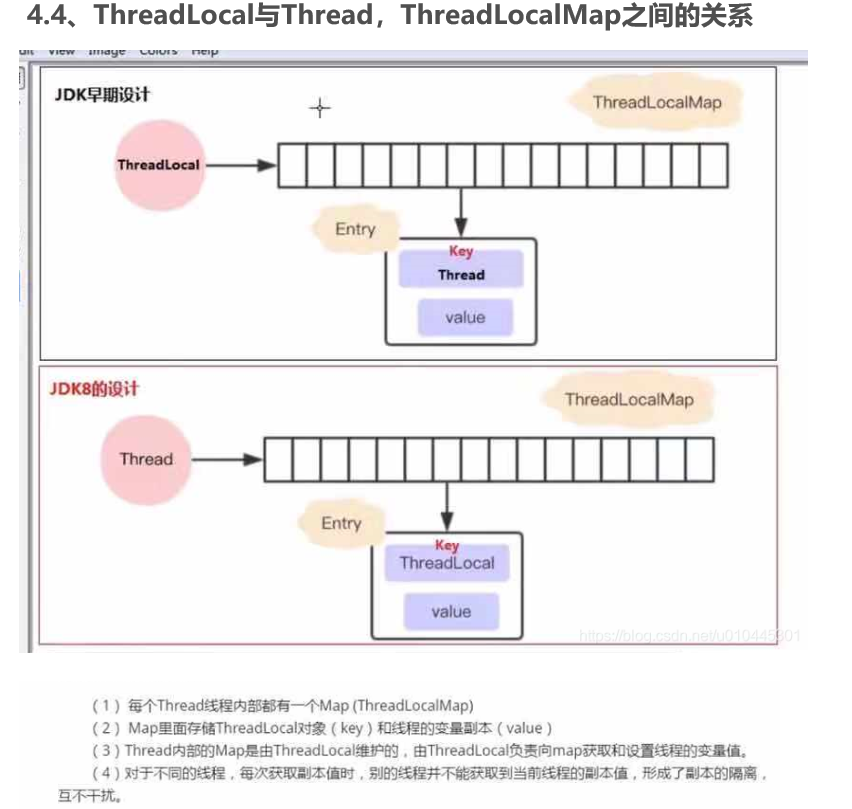 4.4、ThreadLocal与Thread，ThreadLocalMap之间的关系
View Image Colors Help
JDK早期设计
ThreadLocalMap
ThreadLocal
Entry
Key
Thread
value
JDK8的设计
ThreadLocalMap
Thread
Entry
Key
ThreadLocal
value
（1）每个Thread线程内部都有一个Map (ThreadLocalMap)
（2） Map里面存储ThreadLocal对象（key）和线程的变量副本（value）
（3）Thread内部的Map是由ThreadLocal维护的，由ThreadLocal负责向map获取和设置线程的变量值。
（4）对于不同的线程，每次获取副本值时，别的线程并不能获取到当前线程的副本值，形成了副本的隔离，
互不干扰。